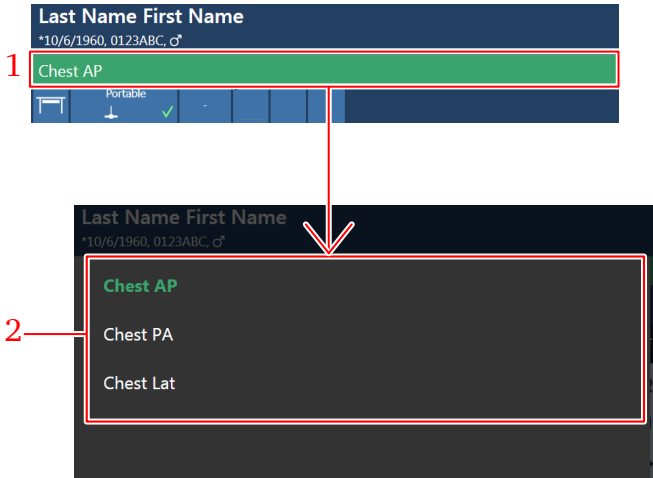 Last Name First Name
*10/6/1960, 0123ABC, ♂
1
Chest AP
Portable
-
Last Name First Name
*10/6/1960, 0123ABC, ♂
Chest AP
2
Chest PA
Chest Lat